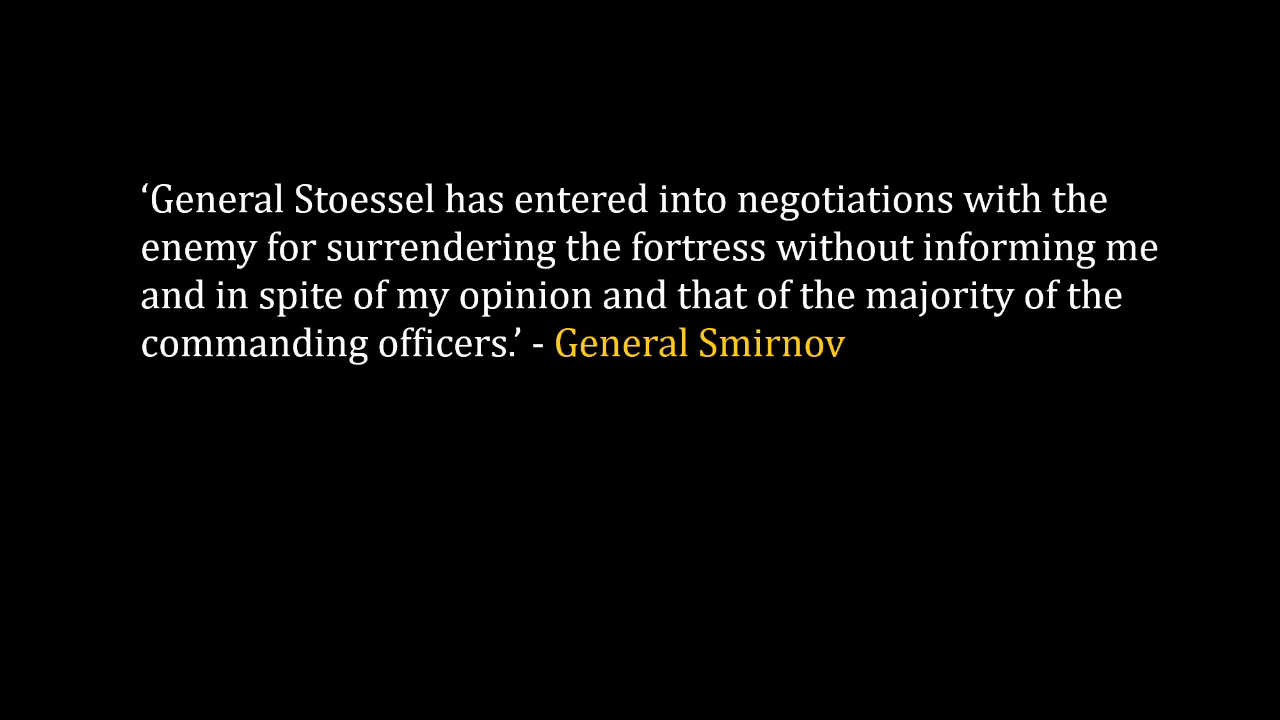 ‘General Stoessel has entered into negotiations with the
enemy for surrendering the fortress without informing me
and in spite of my opinion and that of the majority of the
commanding officers.’ - General Smirnov